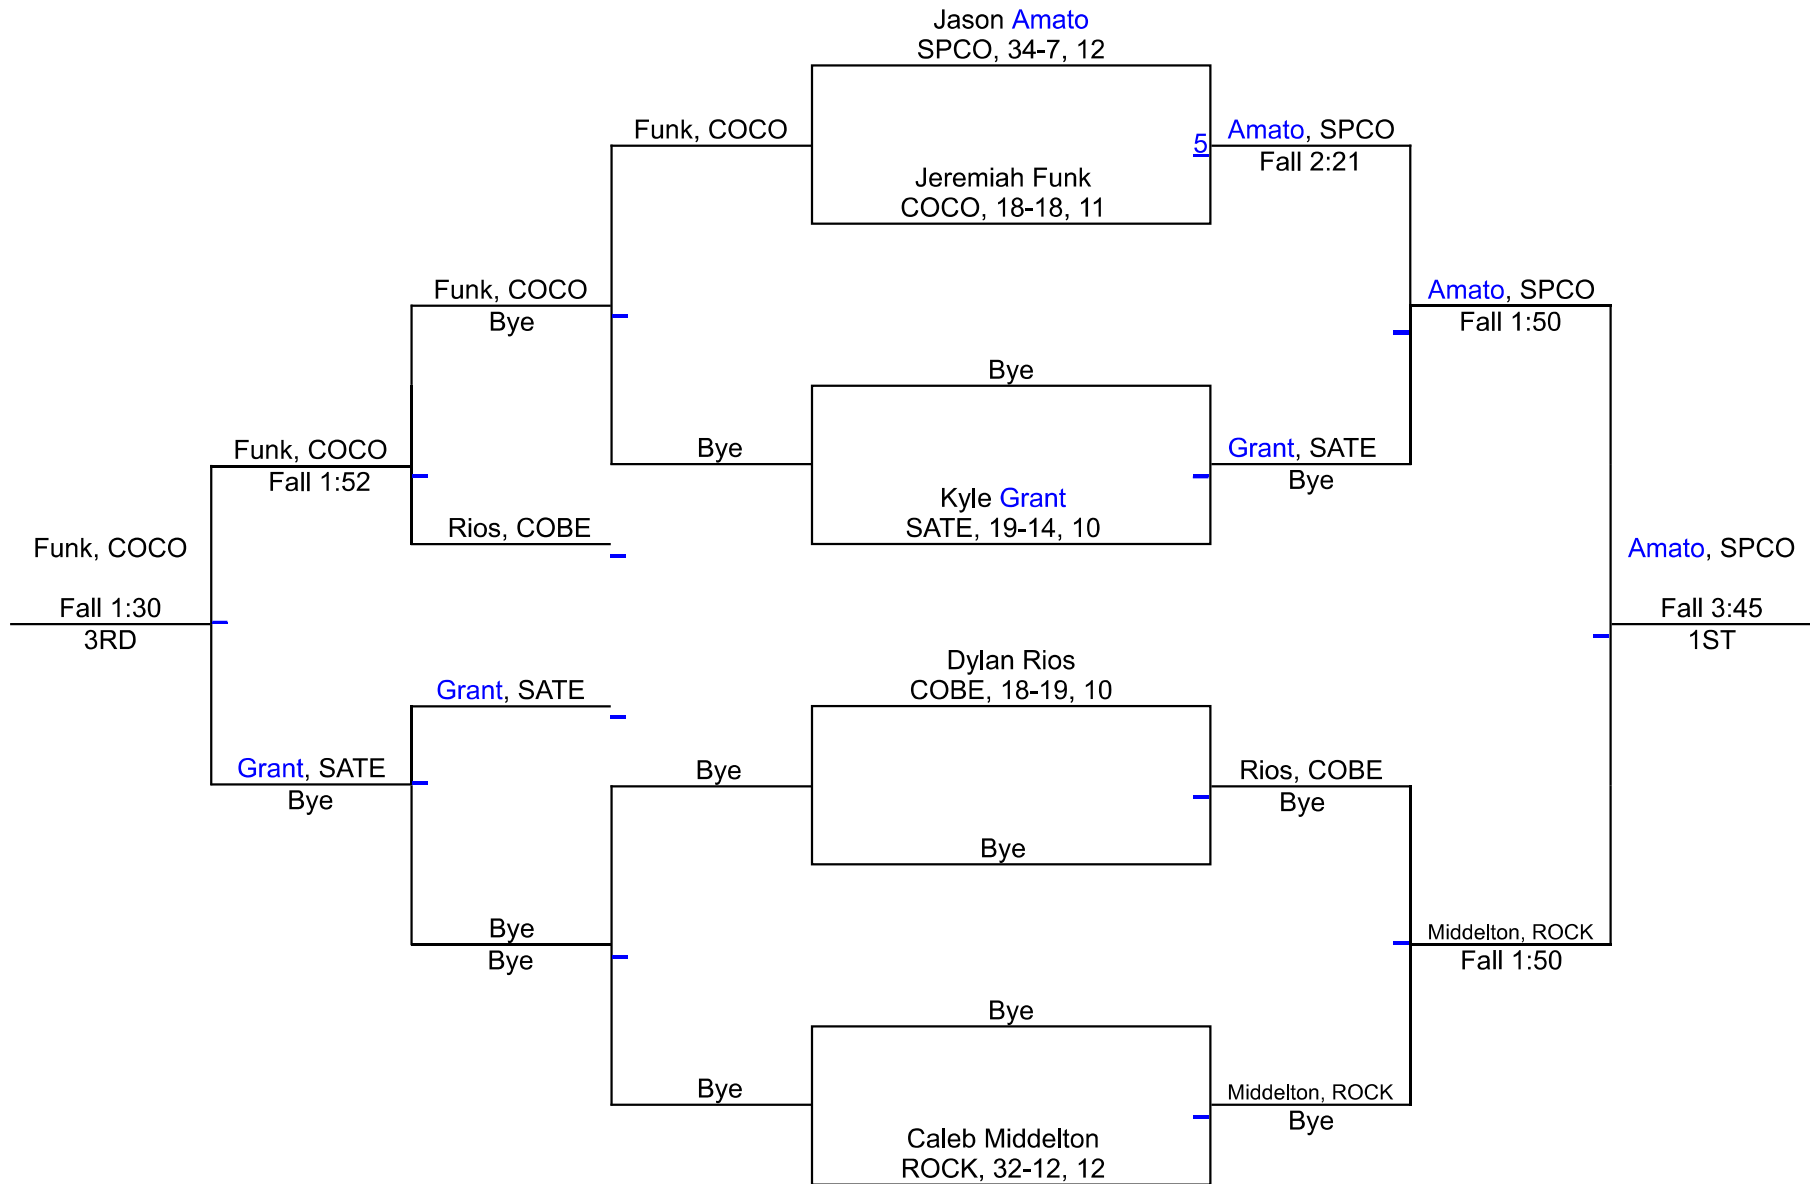 Jason Amato
SPCO, 34-7, 12
Funk, COCO
5
Amato, SPCO
Fall 2:21
Jeremiah Funk
COCO, 18-18, 11
Funk, COCO
Bye
Amato, SPCO
Fall 1:50
Bye
Funk, COCO
Fall 1:52
Bye
Grant, SATE
Bye
Kyle Grant
SATE, 19-14, 10
Rios, COBE
Funk, COCO
Fall 1:30
3RD
Amato, SPCO
Fall 3:45
1ST
Dylan Rios
COBE, 18-19, 10
Grant, SATE
Grant, SATE
Bye
Bye
Rios, COBE
Bye
Bye
Bye
Bye
Middelton, ROCK
Fall 1:50
Bye
Bye
Middelton, ROCK
Bye
Caleb Middelton
ROCK, 32-12, 12